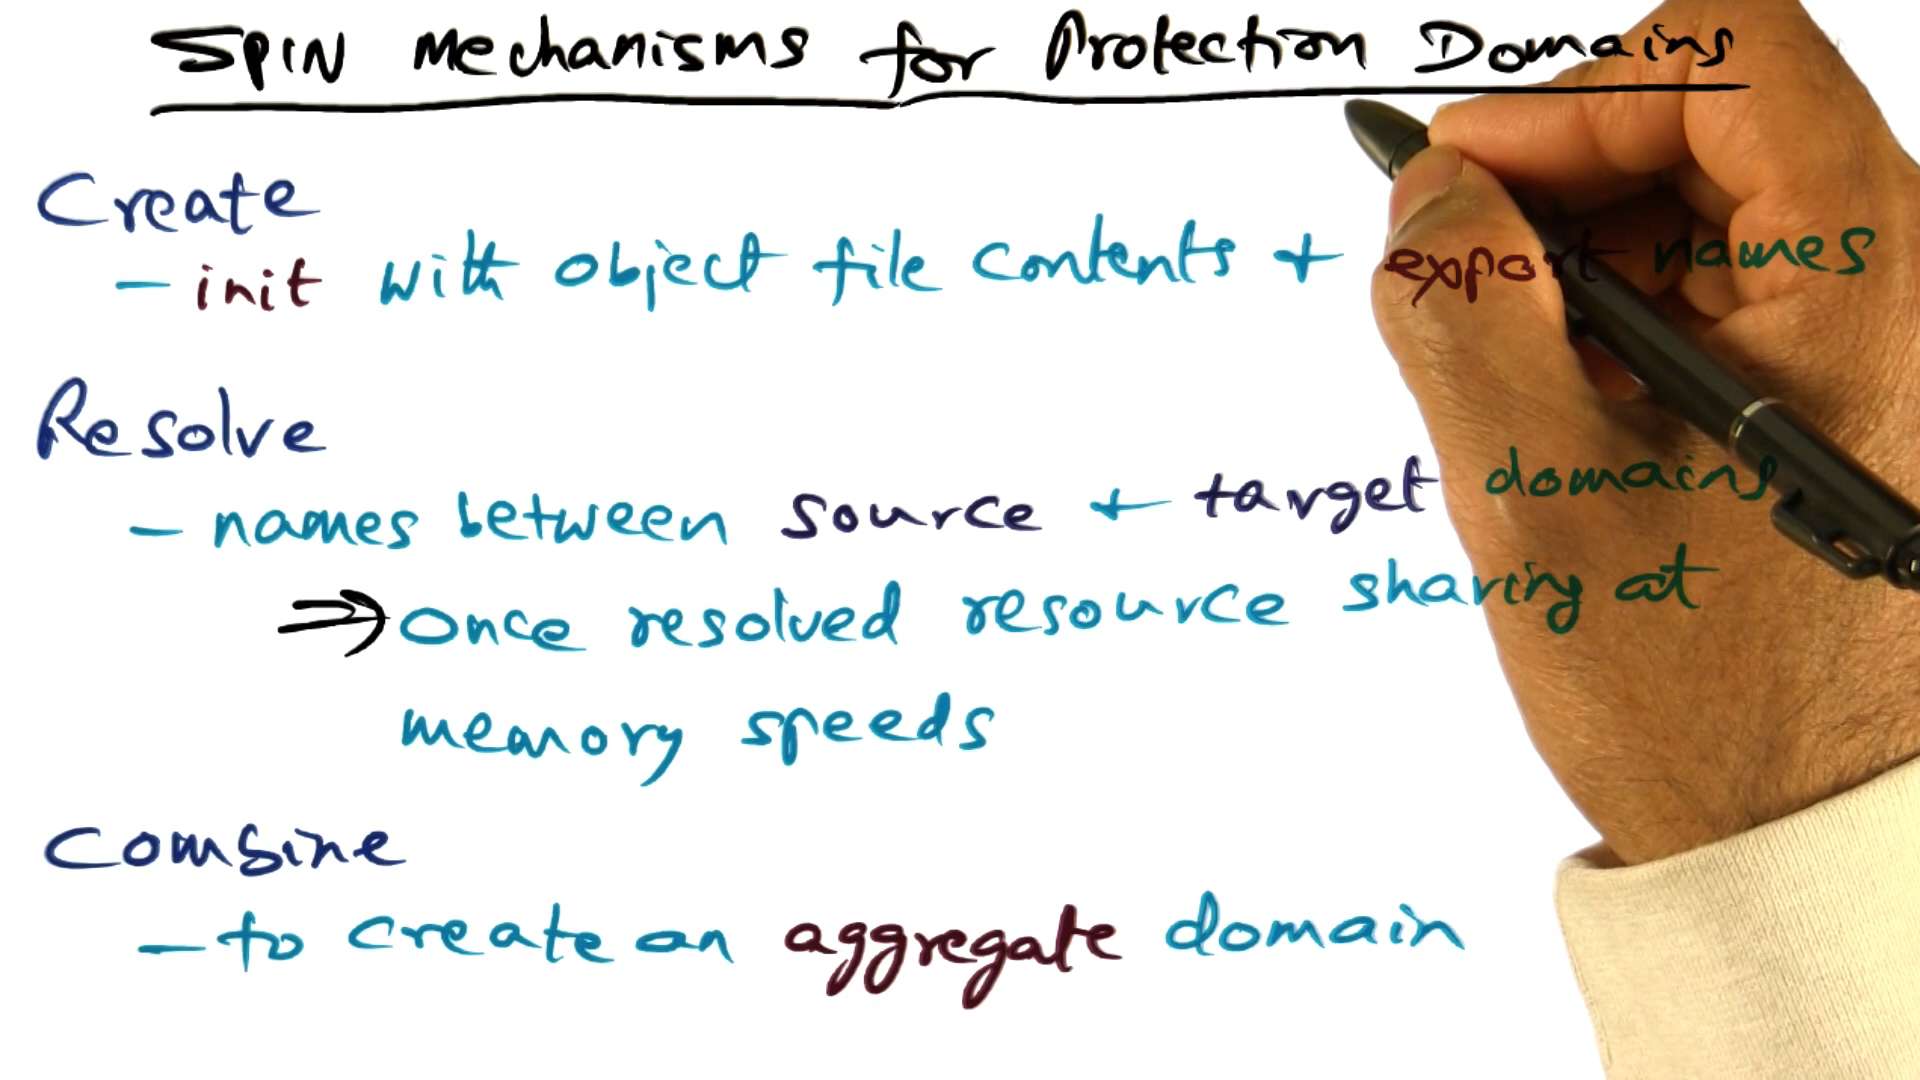 SPIN mechanisms for Protection Domains
Create
- init with object file contents + export names
Resolve
- names between source + target domains
⇒ Once resolved resource sharing at
memory speeds
Combine
- to create an aggregate domain